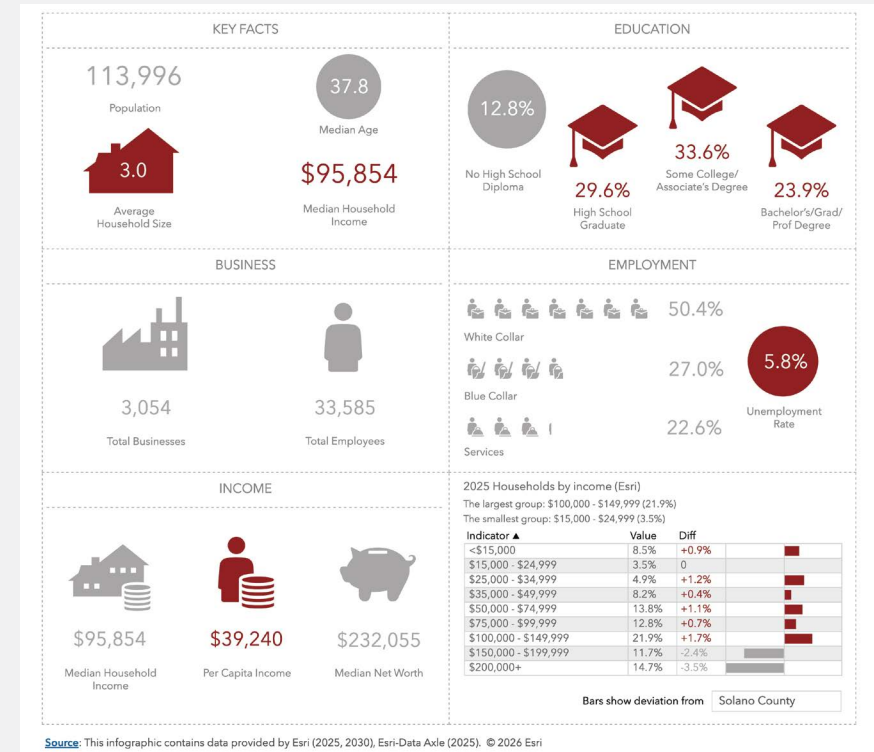 KEY FACTS
113,996
Population
37.8
Median Age
3.0
Average
Household Size
$95,854
Median Household
Income
EDUCATION
12.8%
No High School
Diploma
29.6%
High School
Graduate
33.6%
Some College/
Associate's Degree
23.9%
Bachelor's/Grad/
Prof Degree
BUSINESS
3,054
Total Businesses
33,585
Total Employees
EMPLOYMENT
50.4%
White Collar
27.0%
Blue Collar
22.6%
Services
5.8%
Unemployment
Rate
INCOME
$95,854
Median Household
Income
$39,240
Per Capita Income
$232,055
Median Net Worth
2025 Households by income (Esri)
The largest group: $100,000 - $149,999 (21.9%)
The smallest group: $15,000 - $24,999 (3.5%)
Indicator ▲ Value Diff
<$15,000 8.5% +0.9%
$15,000 - $24,999 3.5% 0
$25,000 - $34,999 4.9% +1.2%
$35,000 - $49,999 8.2% +0.4%
$50,000 - $74,999 13.8% +1.1%
$75,000 - $99,999 12.8% +0.7%
$100,000 - $149,999 21.9% +1.7%
$150,000 - $199,999 11.7% -2.4%
$200,000+ 14.7% -3.5%
Bars show deviation from Solano County
Source: This infographic contains data provided by Esri (2025, 2030), Esri-Data Axle (2025). © 2026 Esri